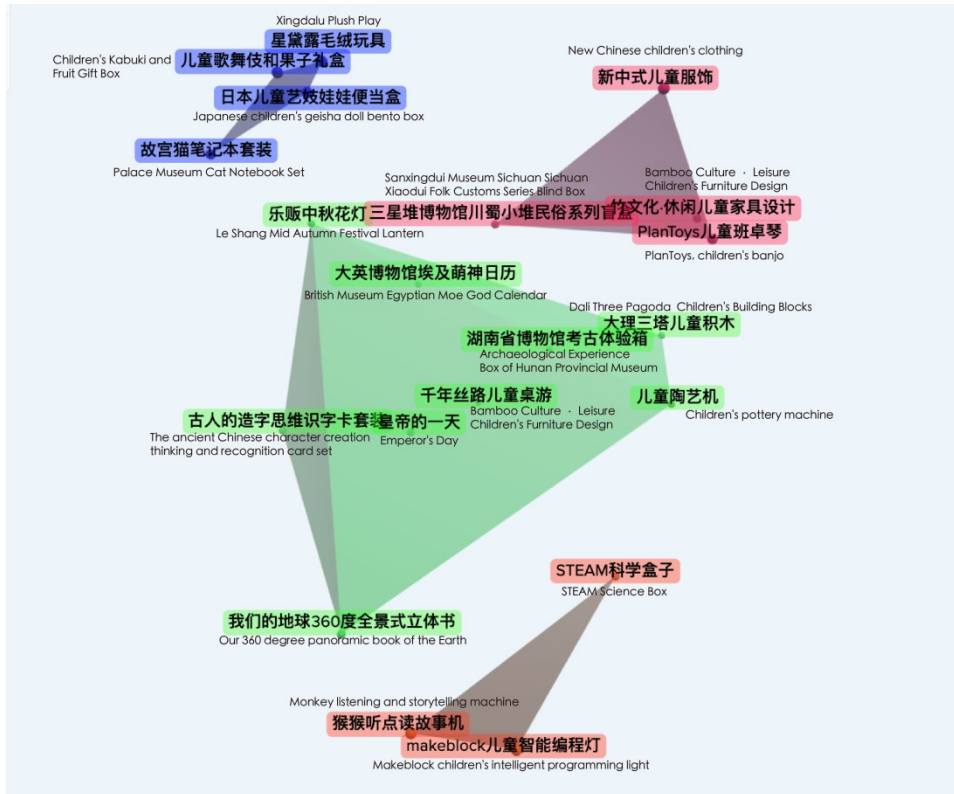 Xingdalu Plush Play
星黛露毛绒玩具
Children's Kabuki and
Fruit Gift Box
儿童歌舞伎和果子礼盒
日本儿童艺妓娃娃便当盒
Japanese children's geisha doll bento box
故宫猫笔记本套装
Palace Museum Cat Notebook Set
New Chinese children's clothing
新中式儿童服饰
Sanxingdui Museum Sichuan Sichuan
Xiaodui Folk Customs Series Blind Box
三星堆博物馆川蜀小堆民俗系列盲盒
Bamboo Culture · Leisure
Children's Furniture Design
竹文化·休闲儿童家具设计
PlanToys儿童班卓琴
PlanToys, children's banjo
乐贩中秋花灯
Le Shang Mid Autumn Festival Lantern
大英博物馆埃及萌神日历
British Museum Egyptian Moe God Calendar
Dali Three Pagoda Children's Building Blocks
大理三塔儿童积木
湖南省博物馆考古体验箱
Archaeological Experience
Box of Hunan Provincial Museum
千年丝路儿童桌游
Bamboo Culture · Leisure
Children's Furniture Design
儿童陶艺机
Children's pottery machine
古人的造字思维识字卡套装
The ancient Chinese character creation
thinking and recognition card set
皇帝的一天
Emperor's Day
STEAM科学盒子
STEAM Science Box
我们的地球360度全景式立体书
Our 360 degree panoramic book of the Earth
Monkey listening and storytelling machine
猴猴听点读故事机
makeblock儿童智能编程灯
Makeblock children's intelligent programming light